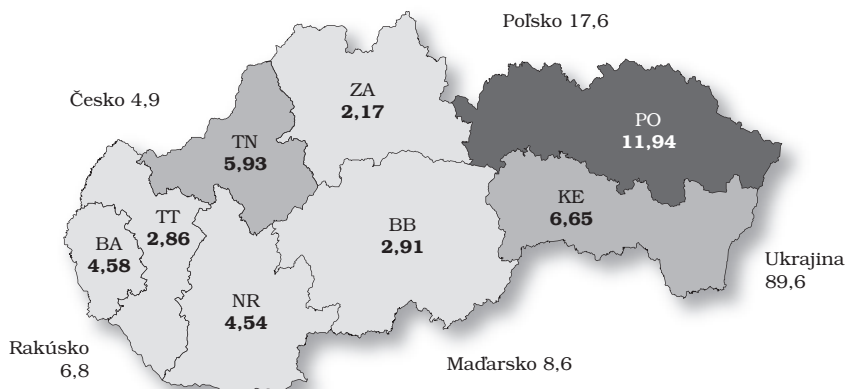 Poľsko 17,6
Česko 4,9
ZA
2,17
PO
11,94
TN
5,93
KE
6,65
TT
2,86
BB
2,91
BA
4,58
NR
4,54
Ukrajina
89,6
Rakúsko
6,8
Maďarsko 8,6